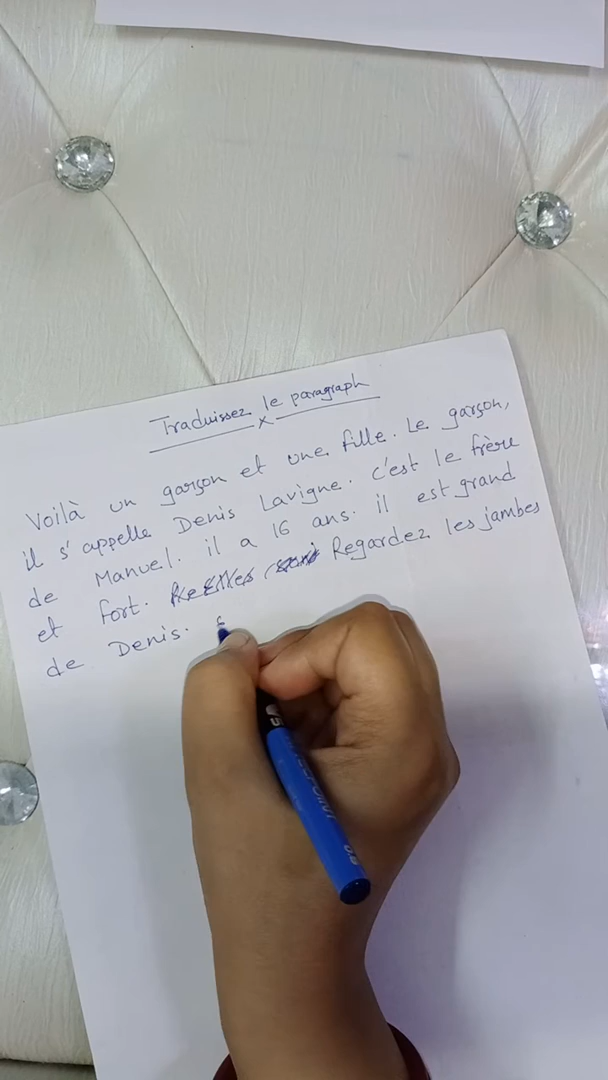 Traduissez le paragraph
Voilà un garçon et une fille. Le garçon,
il s'appelle Denis Lavigne. c'est le frère
de Manuel. il a 16 ans. il est grand
et fort. Regardez les jambes
de Denis.